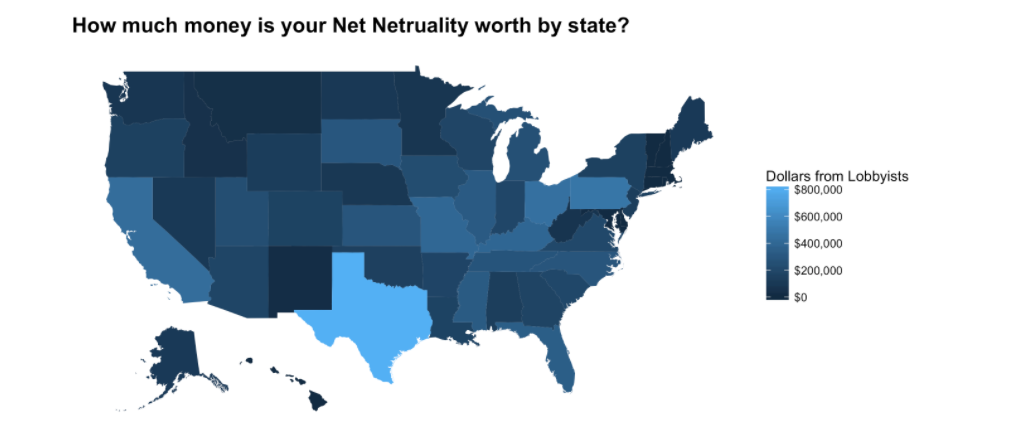 How much money is your Net Netruality worth by state?
Dollars from Lobbyists
$800,000
$600,000
$400,000
$200,000
$0